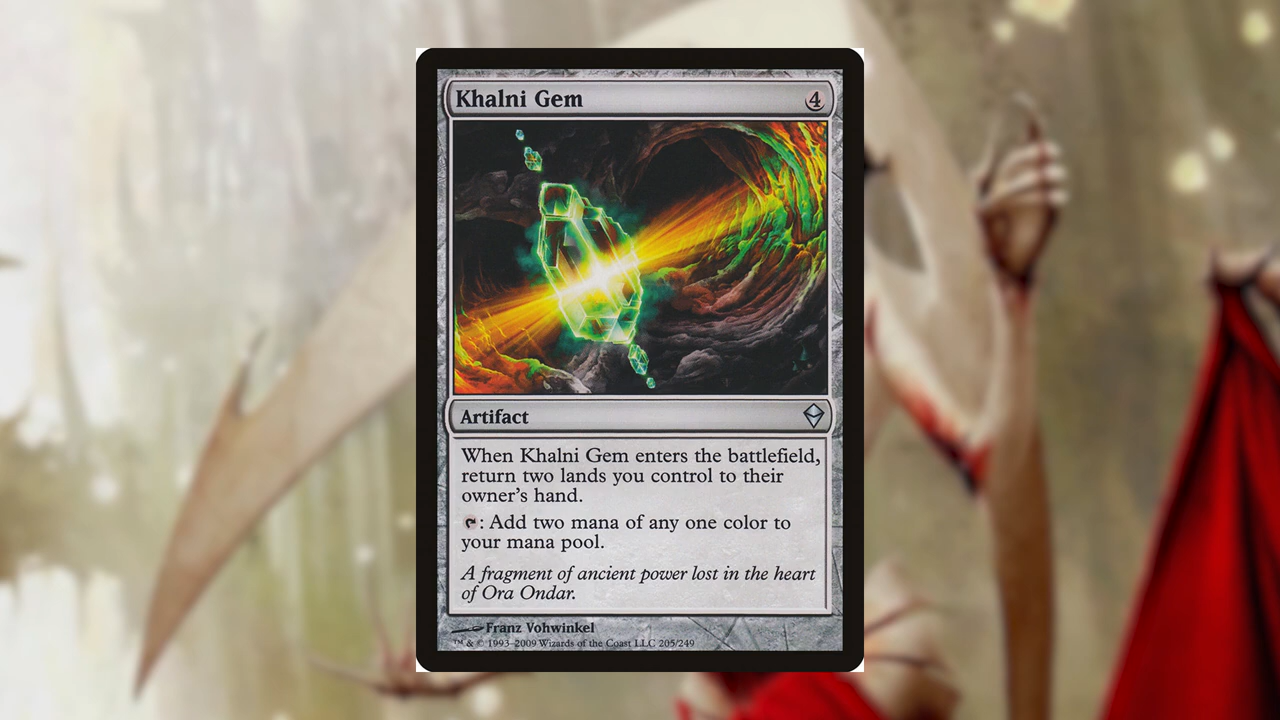 Khalni Gem 4
Artifact
When Khalni Gem enters the battlefield,
return two lands you control to their
owner's hand.
: Add two mana of any one color to
your mana pool.
A fragment of ancient power lost in the heart
of Ora Ondar.
Franz Vohwinkel
™ & © 1993–2009 Wizards of the Coast LLC 205/249